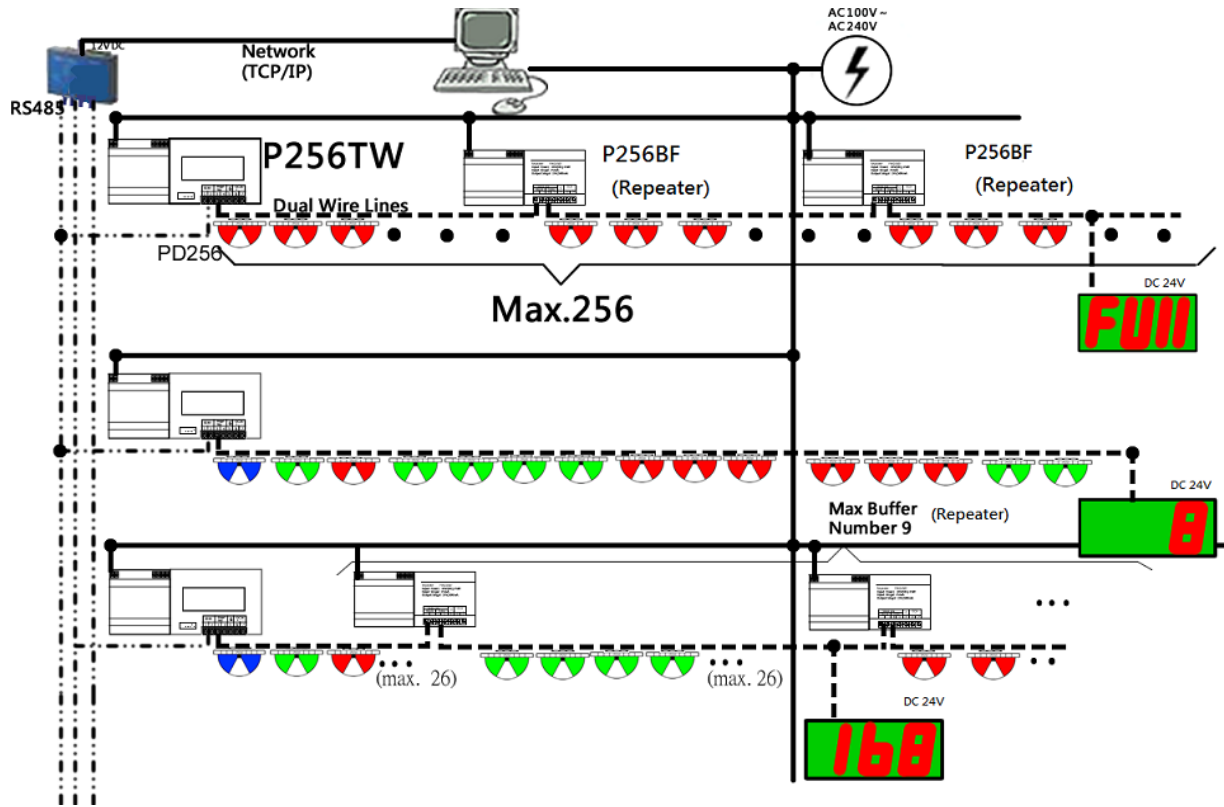 AC100V ~
AC240V
12VDC
Network
(TCP/IP)
RS485
P256TW
P256BF
(Repeater)
P256BF
(Repeater)
Dual Wire Lines
PD256
Max.256
DC 24V
FUll
DC 24V
8
Max Buffer
Number 9
(Repeater)
(max. 26)
(max. 26)
DC 24V
168